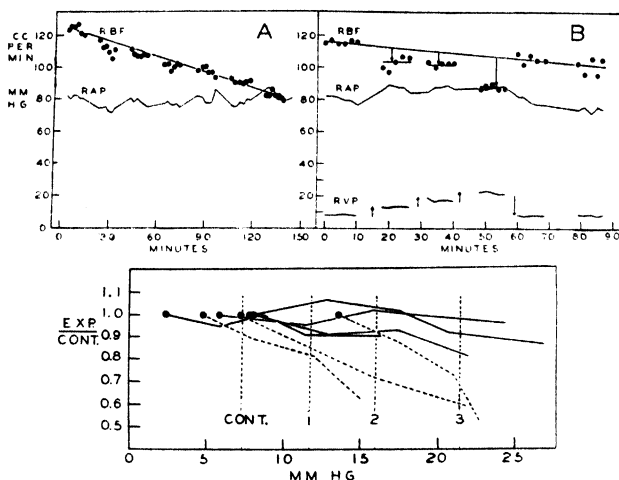 CC
PER
MIN
MM
HG
120
100
80
60
40
20
RBF
A
RAP
0
30
60
90
120
150
MINUTES
RBF
B
RAP
RVP
0
10
20
30
40
50
60
70
80
90
MINUTES
EXP.
CONT.
1.1
1.0
0.9
0.8
0.7
0.6
0.5
CONT.
1
2
3
0
5
10
15
20
25
MM HG